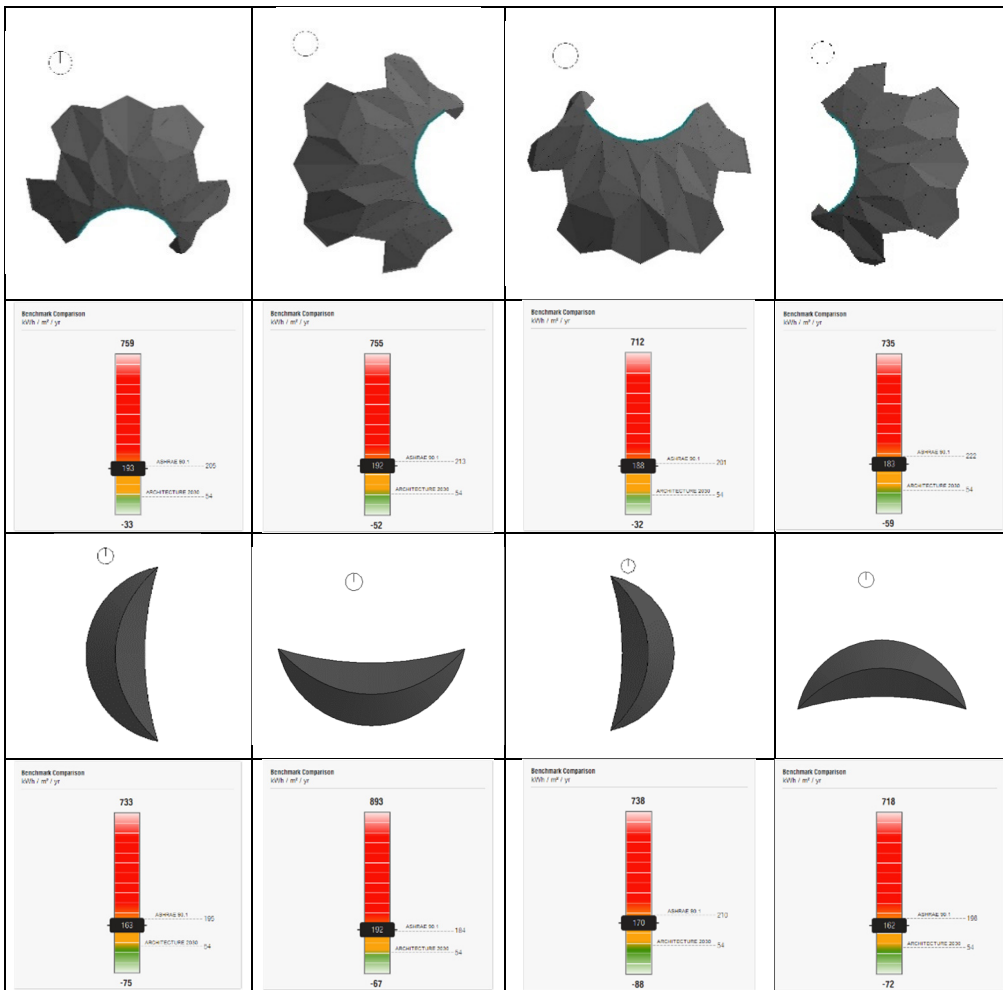 Benchmark Comparison
kWh / m² / yr
759
ASHRAE 90.1
205
193
ARCHITECTURE 2030
54
-33
Benchmark Comparison
kWh / m² / yr
755
ASHRAE 90.1
213
192
ARCHITECTURE 2030
54
-52
Benchmark Comparison
kWh / m² / yr
712
ASHRAE 90.1
201
188
ARCHITECTURE 2030
54
-32
Benchmark Comparison
kWh / m² / yr
735
ASHRAE 90.1
222
183
ARCHITECTURE 2030
54
-59
Benchmark Comparison
kWh / m² / yr
733
ASHRAE 90.1
195
163
ARCHITECTURE 2030
54
-75
Benchmark Comparison
kWh / m² / yr
893
ASHRAE 90.1
184
192
ARCHITECTURE 2030
54
-67
Benchmark Comparison
kWh / m² / yr
738
ASHRAE 90.1
210
170
ARCHITECTURE 2030
54
-88
Benchmark Comparison
kWh / m² / yr
718
ASHRAE 90.1
162
ARCHITECTURE 2030
54
-72